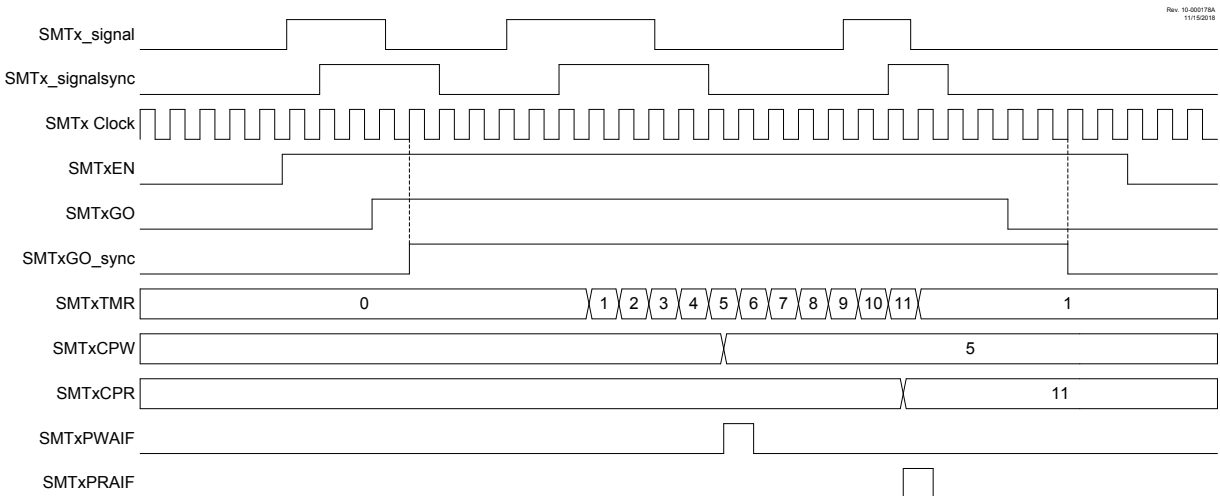 Rev. 10-000178A
11/15/2018
SMTx_signal
SMTx_signalsync
SMTx Clock
SMTxEN
SMTxGO
SMTxGO_sync
SMTxTMR 0 1 2 3 4 5 6 7 8 9 10 11 1
SMTxCPW 5
SMTxCPR 11
SMTxPWAIF
SMTxPRAIF